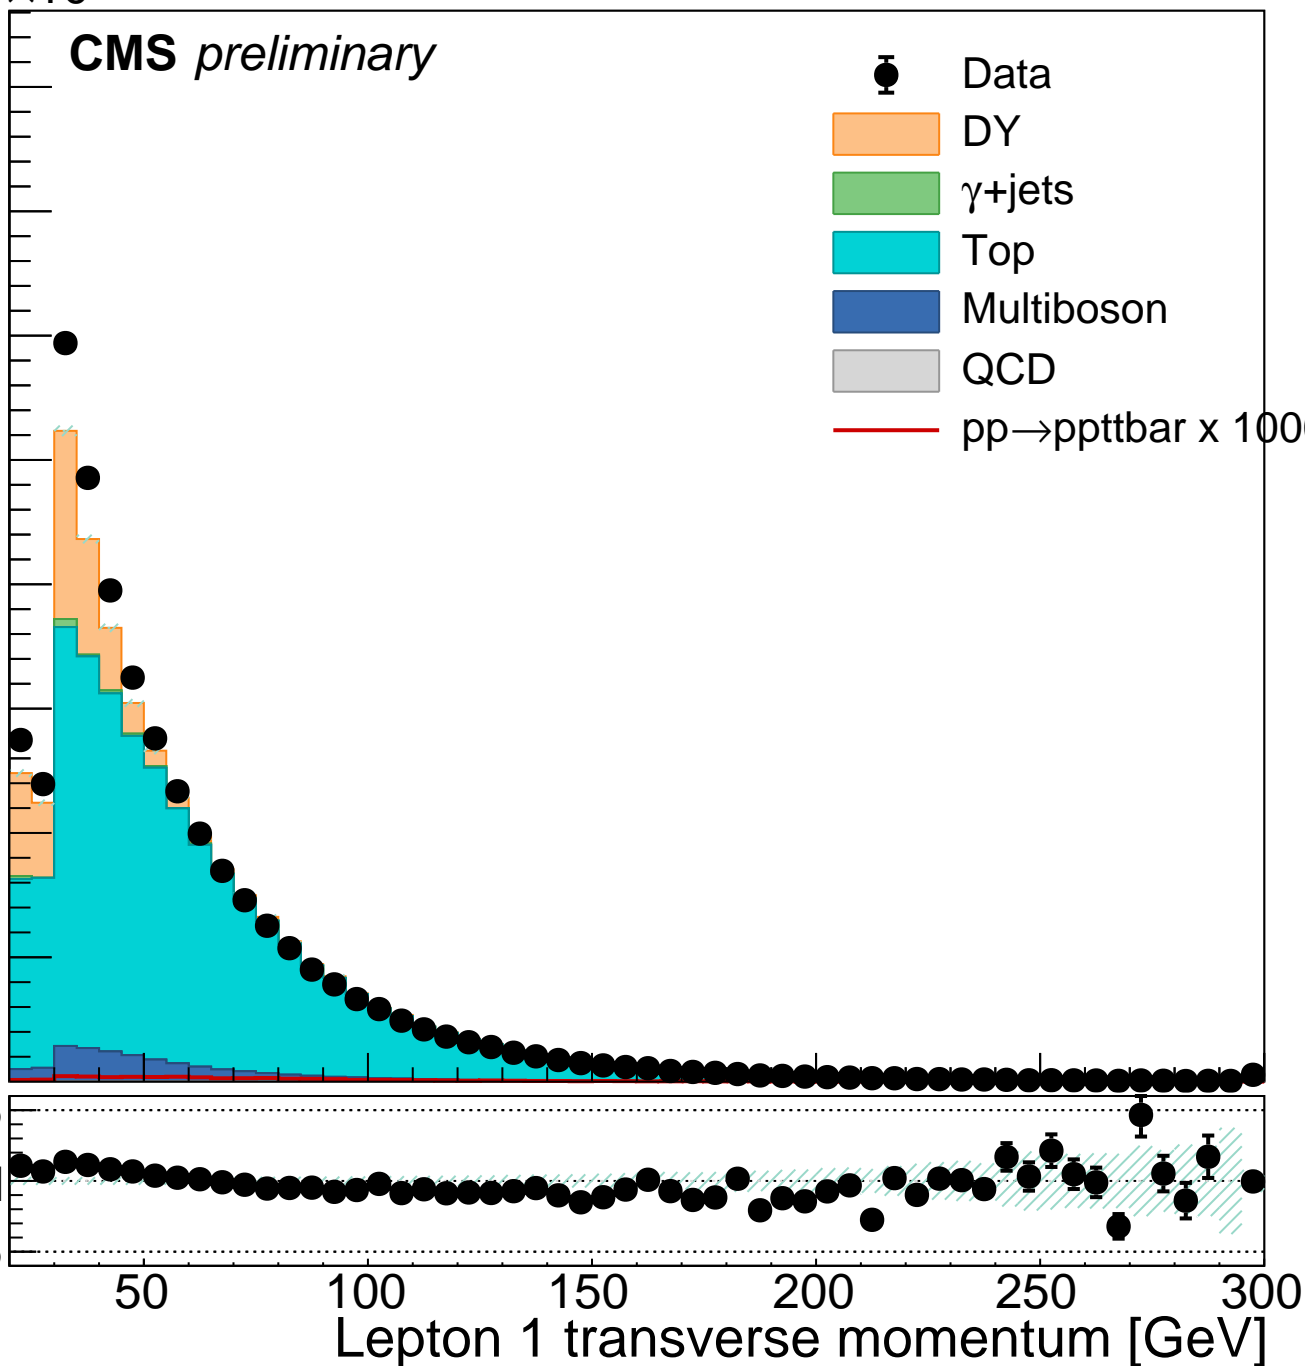 CMS preliminary
Data
DY
γ+jets
Top
Multiboson
QCD
pp→ppttbar x 100
50 100 150 200 250 300
Lepton 1 transverse momentum [GeV]